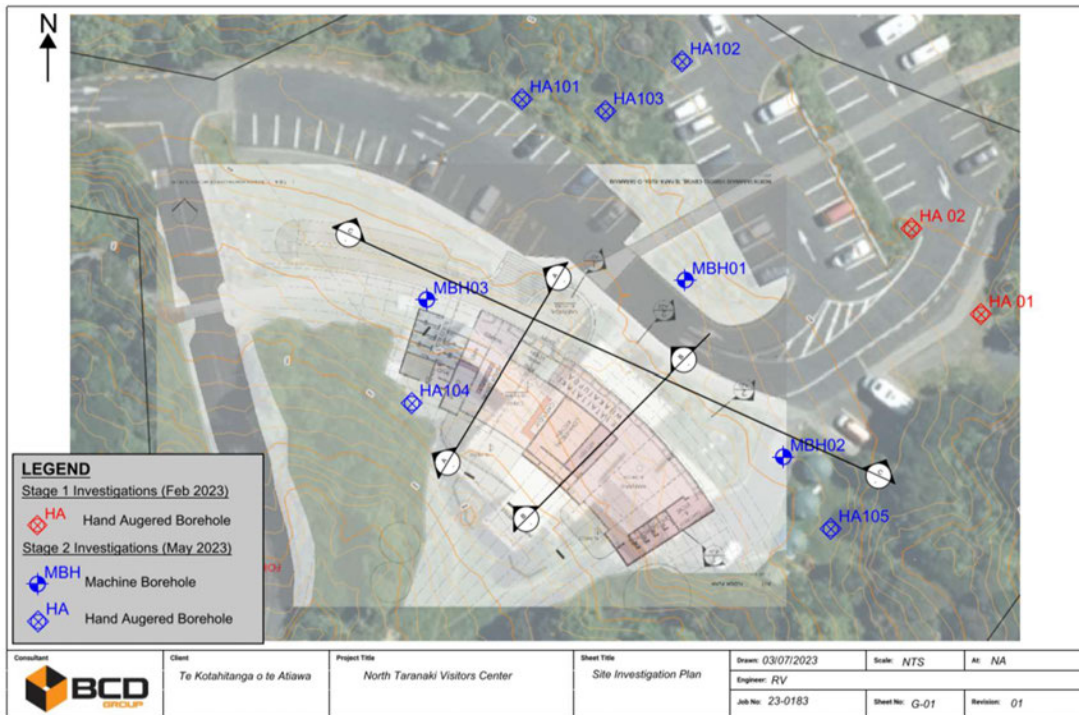 N
HA102
HA101
HA103
HA 02
MBH01
MBH03
HA 01
HA104
MBH02
HA105
C
A
B
A
B
C
LEGEND
Stage 1 Investigations (Feb 2023)
HA Hand Augered Borehole
Stage 2 Investigations (May 2023)
MBH Machine Borehole
HA Hand Augered Borehole
Consultant
BCD
GROUP
Client
Te Kotahitanga o te Atiawa
Project Title
North Taranaki Visitors Center
Sheet Title
Site Investigation Plan
Drawn: 03/07/2023
Scale: NTS
At: NA
Engineer: RV
Job No: 23-0183
Sheet No: G-01
Revision: 01